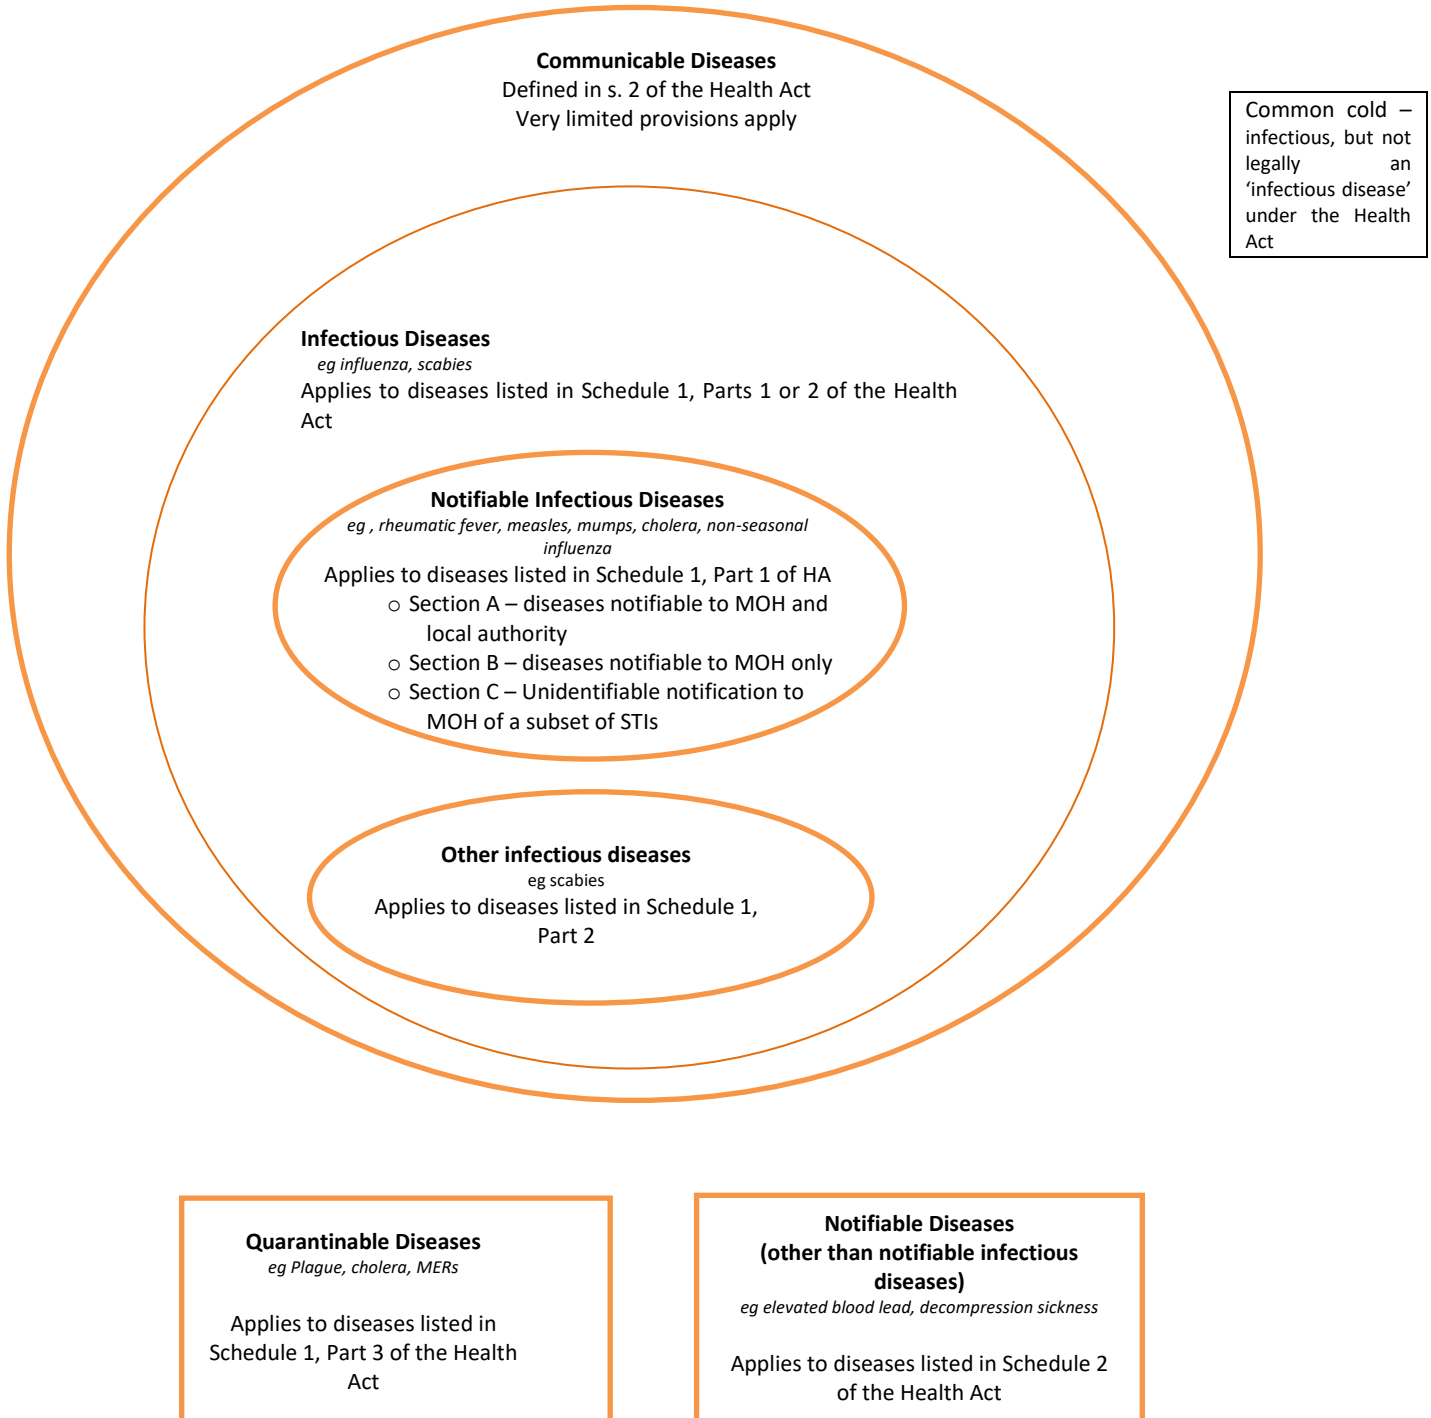 Communicable Diseases
Defined in s. 2 of the Health Act
Very limited provisions apply
Common cold –
infectious, but not
legally an
‘infectious disease’
under the Health
Act
Infectious Diseases
eg influenza, scabies
Applies to diseases listed in Schedule 1, Parts 1 or 2 of the Health
Act
Notifiable Infectious Diseases
eg , rheumatic fever, measles, mumps, cholera, non-seasonal
influenza
Applies to diseases listed in Schedule 1, Part 1 of HA
o Section A – diseases notifiable to MOH and
local authority
o Section B – diseases notifiable to MOH only
o Section C – Unidentifiable notification to
MOH of a subset of STIs
Other infectious diseases
eg scabies
Applies to diseases listed in Schedule 1,
Part 2
Quarantinable Diseases
eg Plague, cholera, MERs
Applies to diseases listed in
Schedule 1, Part 3 of the Health
Act
Notifiable Diseases
(other than notifiable infectious
diseases)
eg elevated blood lead, decompression sickness
Applies to diseases listed in Schedule 2
of the Health Act